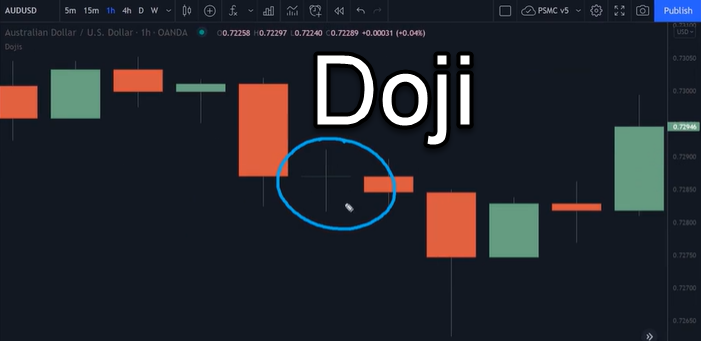 AUDUSD 5m 15m 1h 4h D W PSMC v5 Publish
Australian Dollar / U.S. Dollar · 1h · OANDA O0.72258 H0.72297 L0.72240 C0.72289 +0.00031 (+0.04%)
USD
Dojis
Doji
0.73050
0.73000
0.72946
0.72900
0.72850
0.72800
0.72750
0.72700
0.72650